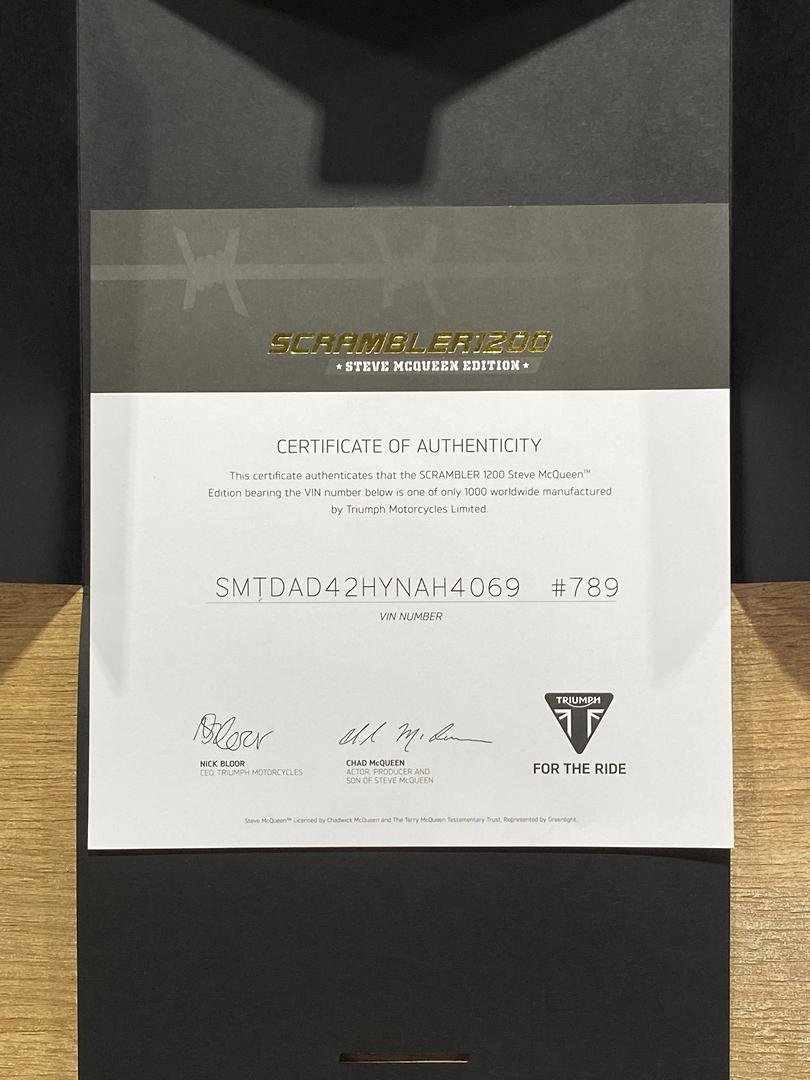 SCRAMBLER1200
★STEVE MCQUEEN EDITION★
CERTIFICATE OF AUTHENTICITY
This certificate authenticates that the SCRAMBLER 1200 Steve McQueen™
Edition bearing the VIN number below is one of only 1000 worldwide manufactured
by Triumph Motorcycles Limited.
SMTDAD42HYNAH4069 #789
VIN NUMBER
NICK BLOOR
CEO, TRIUMPH MOTORCYCLES
CHAD McQUEEN
ACTOR, PRODUCER AND
SON OF STEVE McQUEEN
TRIUMPH
FOR THE RIDE
Steve McQueen™ Licensed by Chadwick McQueen and The Terry McQueen Testamentary Trust, Represented by Greenlight.